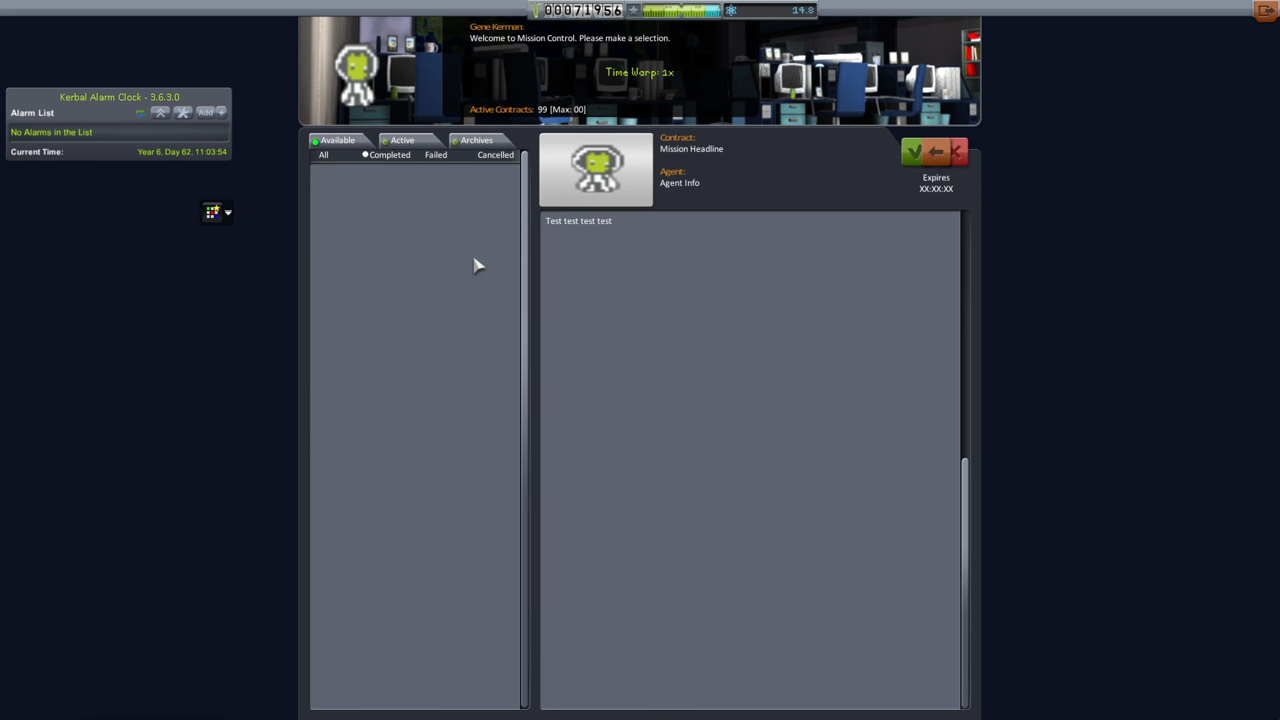 00071956
14.8
Gene Kerman:
Welcome to Mission Control. Please make a selection.
Time Warp: 1x
Active Contracts: 99 [Max: 00]
Kerbal Alarm Clock - 3.6.3.0
Alarm List
Add +
No Alarms in the List
Current Time: Year 6, Day 62, 11:03:54
Available Active Archives
All Completed Failed Cancelled
Contract:
Mission Headline
Agent:
Agent Info
Expires
XX:XX:XX
Test test test test